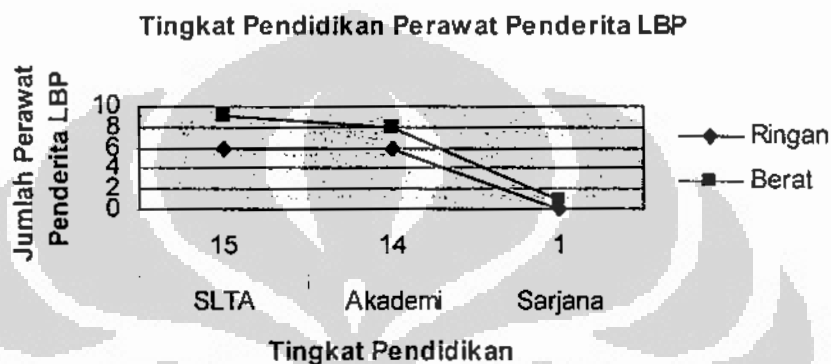 Tingkat Pendidikan Perawat Penderita LBP
Jumlah Perawat
Penderita LBP
10
8
6
4
2
0
Ringan
Berat
15 14 1
SLTA Akademi Sarjana
Tingkat Pendidikan